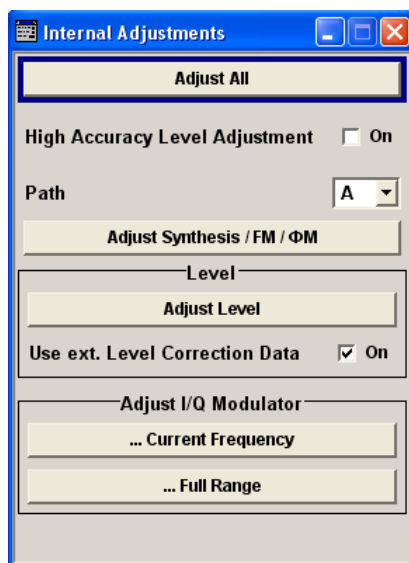 Internal Adjustments
Adjust All
High Accuracy Level Adjustment On
Path A
Adjust Synthesis / FM / ΦM
Level
Adjust Level
Use ext. Level Correction Data On
Adjust I/Q Modulator
... Current Frequency
... Full Range